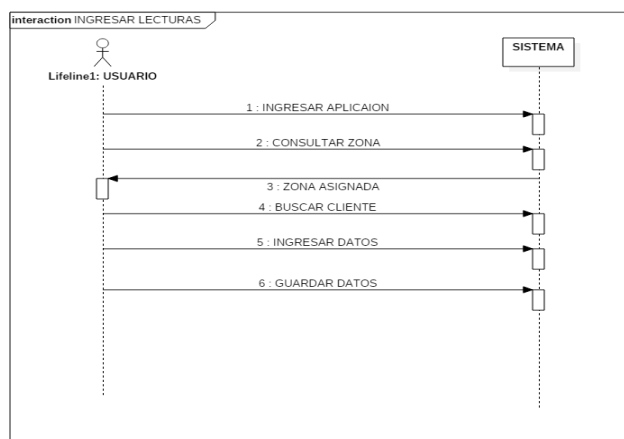 interaction INGRESAR LECTURAS
SISTEMA
Lifeline1: USUARIO
1 : INGRESAR APLICAION
2 : CONSULTAR ZONA
3 : ZONA ASIGNADA
4 : BUSCAR CLIENTE
5 : INGRESAR DATOS
6 : GUARDAR DATOS